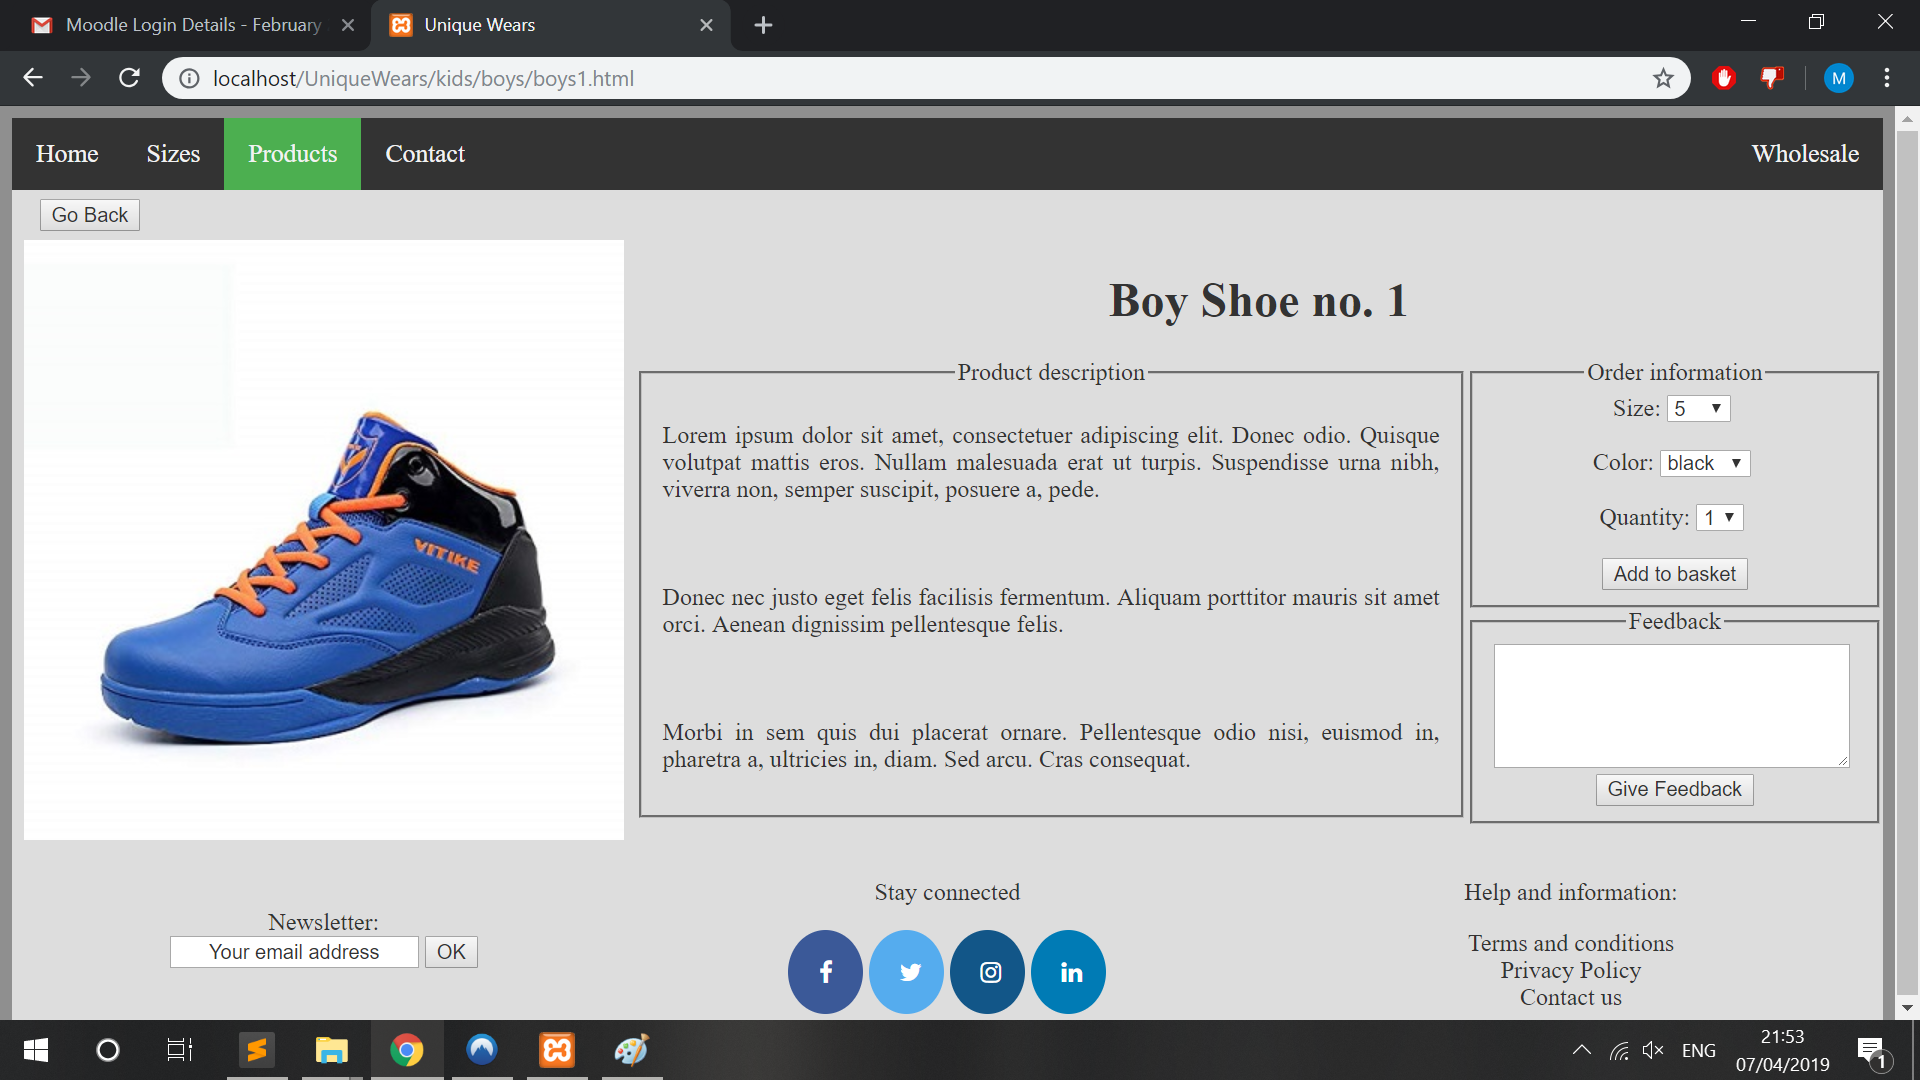 Moodle Login Details - February
Unique Wears
localhost/UniqueWears/kids/boys/boys1.html
M
Home
Sizes
Products
Contact
Wholesale
Go Back
Boy Shoe no. 1
VITIKE
Product description
Lorem ipsum dolor sit amet, consectetuer adipiscing elit. Donec odio. Quisque
volutpat mattis eros. Nullam malesuada erat ut turpis. Suspendisse urna nibh,
viverra non, semper suscipit, posuere a, pede.
Donec nec justo eget felis facilisis fermentum. Aliquam porttitor mauris sit amet
orci. Aenean dignissim pellentesque felis.
Morbi in sem quis dui placerat ornare. Pellentesque odio nisi, euismod in,
pharetra a, ultricies in, diam. Sed arcu. Cras consequat.
Order information
Size: 5
Color: black
Quantity: 1
Add to basket
Feedback
Give Feedback
Newsletter:
Your email address OK
Stay connected
Help and information:
Terms and conditions
Privacy Policy
Contact us
ENG
21:53
07/04/2019
1